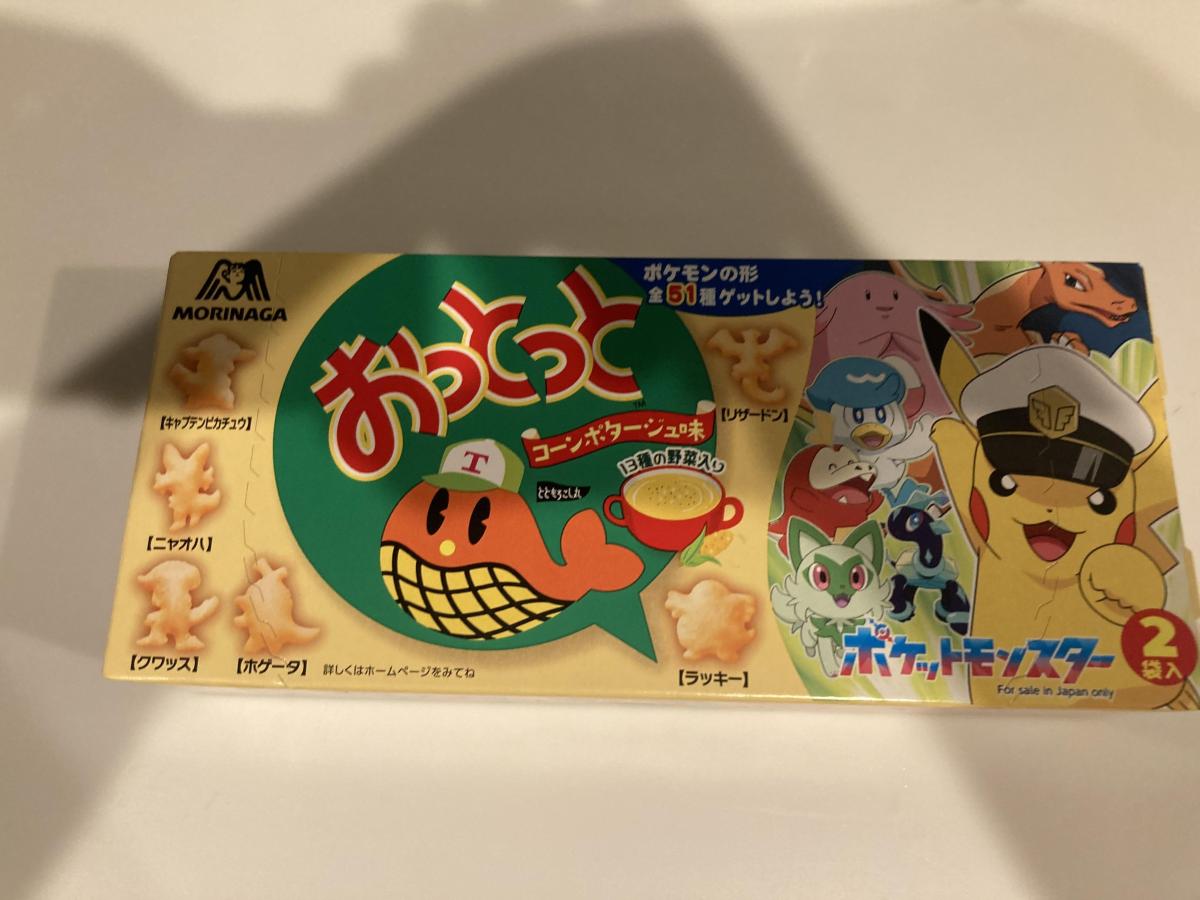 MORINAGA
おっとっと
TM
コーンポタージュ味
13種の野菜入り
T
とともろこし丸
ポケモンの形
全51種ゲットしよう!
【キャプテンピカチュウ】
【リザードン】
【ニャオハ】
【クワッス】
【ホゲータ】
詳しくはホームページをみてね
【ラッキー】
ポケットモンスター
For sale in Japan only
2
袋入